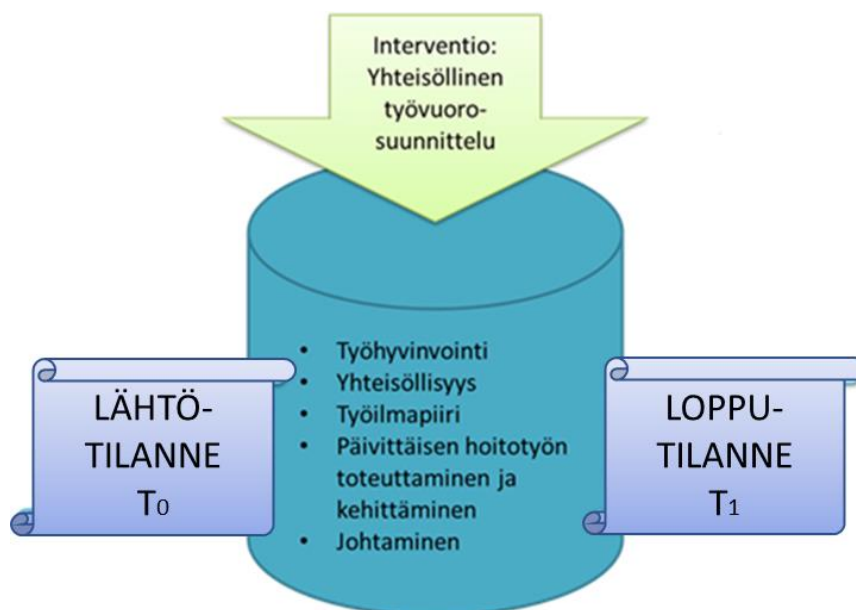 Interventio:
Yhteisöllinen
työvuoro-
suunnittelu
LÄHTÖ-
TILANNE
T0
• Työhyvinvointi
• Yhteisöllisyys
• Työilmapiiri
• Päivittäisen hoitotyön
toteuttaminen ja
kehittäminen
• Johtaminen
LOPPU-
TILANNE
T1